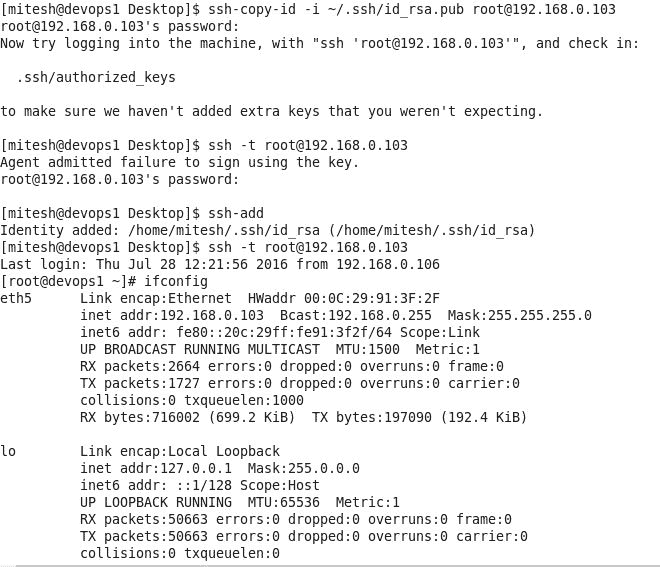 [mitesh@devops1 Desktop]$ ssh-copy-id -i ~/.ssh/id_rsa.pub root@192.168.0.103
root@192.168.0.103's password:
Now try logging into the machine, with "ssh 'root@192.168.0.103'", and check in:
.ssh/authorized_keys
to make sure we haven't added extra keys that you weren't expecting.
[mitesh@devops1 Desktop]$ ssh -t root@192.168.0.103
Agent admitted failure to sign using the key.
root@192.168.0.103's password:
[mitesh@devops1 Desktop]$ ssh-add
Identity added: /home/mitesh/.ssh/id_rsa (/home/mitesh/.ssh/id_rsa)
[mitesh@devops1 Desktop]$ ssh -t root@192.168.0.103
Last login: Thu Jul 28 12:21:56 2016 from 192.168.0.106
[root@devops1 ~]# ifconfig
eth5      Link encap:Ethernet  HWaddr 00:0C:29:91:3F:2F
          inet addr:192.168.0.103  Bcast:192.168.0.255  Mask:255.255.255.0
          inet6 addr: fe80::20c:29ff:fe91:3f2f/64 Scope:Link
          UP BROADCAST RUNNING MULTICAST  MTU:1500  Metric:1
          RX packets:2664 errors:0 dropped:0 overruns:0 frame:0
          TX packets:1727 errors:0 dropped:0 overruns:0 carrier:0
          collisions:0 txqueuelen:1000
          RX bytes:716002 (699.2 KiB)  TX bytes:197090 (192.4 KiB)
lo        Link encap:Local Loopback
          inet addr:127.0.0.1  Mask:255.0.0.0
          inet6 addr: ::1/128 Scope:Host
          UP LOOPBACK RUNNING  MTU:65536  Metric:1
          RX packets:50663 errors:0 dropped:0 overruns:0 frame:0
          TX packets:50663 errors:0 dropped:0 overruns:0 carrier:0
          collisions:0 txqueuelen:0